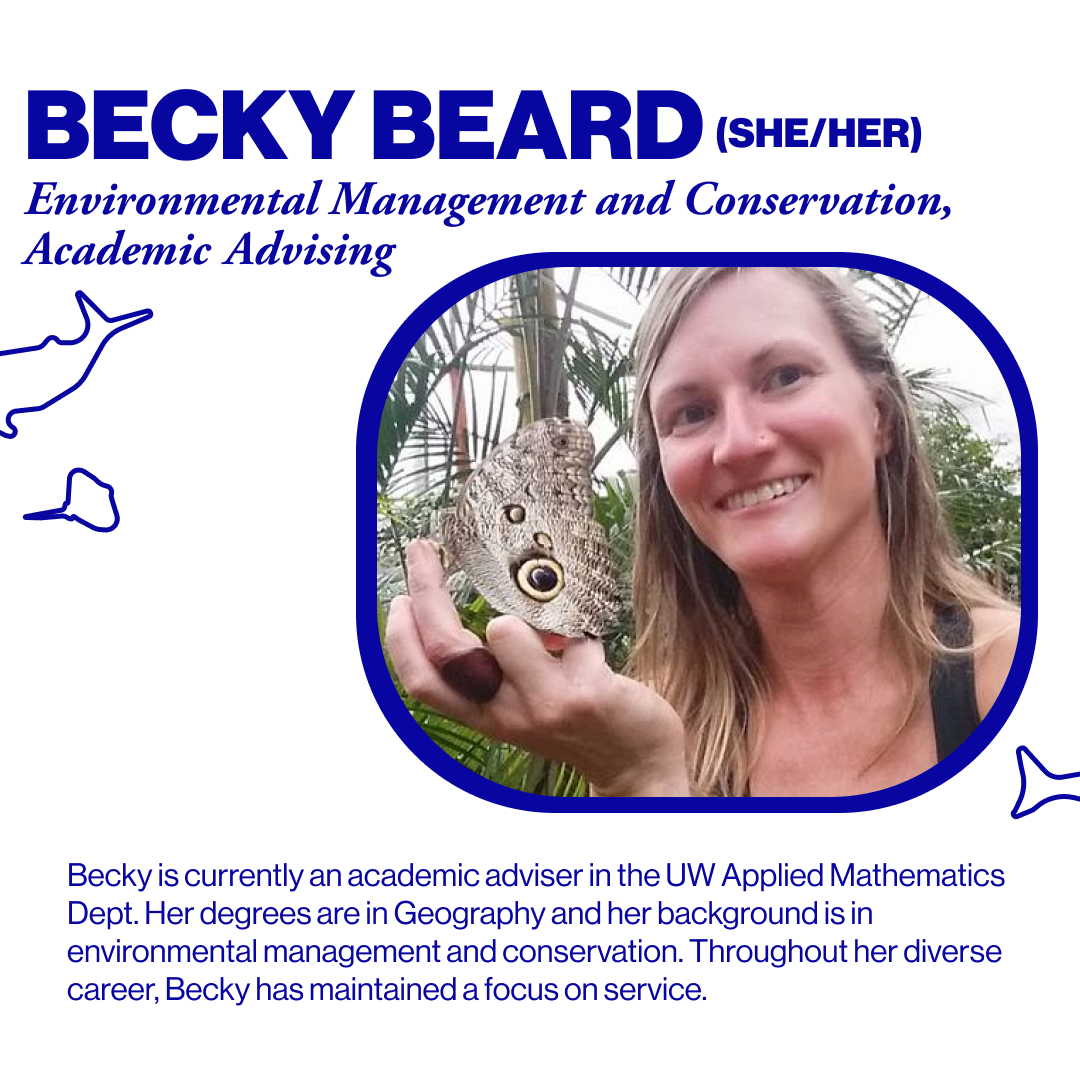 BECKY BEARD (SHE/HER)
Environmental Management and Conservation,
Academic Advising
Becky is currently an academic adviser in the UW Applied Mathematics
Dept. Her degrees are in Geography and her background is in
environmental management and conservation. Throughout her diverse
career, Becky has maintained a focus on service.